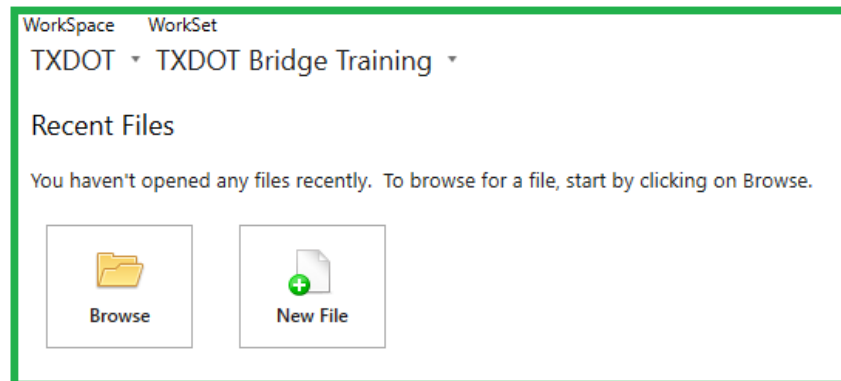 WorkSpace WorkSet
TXDOT TXDOT Bridge Training
Recent Files
You haven't opened any files recently. To browse for a file, start by clicking on Browse.
Browse New File